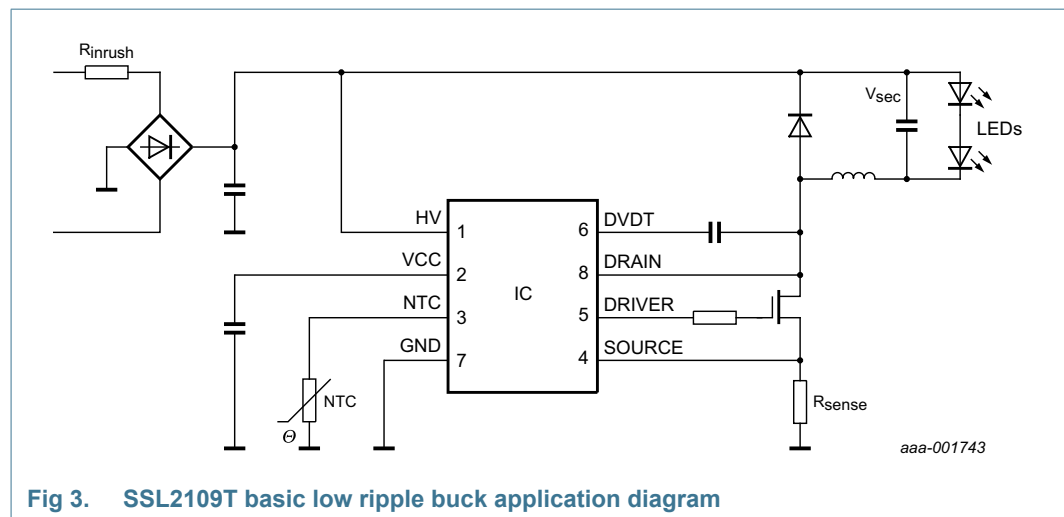 Rinrush
Vsec
LEDs
HV
1
VCC
2
NTC
3
GND
7
IC
6
DVDT
8
DRAIN
5
DRIVER
4
SOURCE
NTC
Θ
Rsense
aaa-001743
Fig 3. SSL2109T basic low ripple buck application diagram